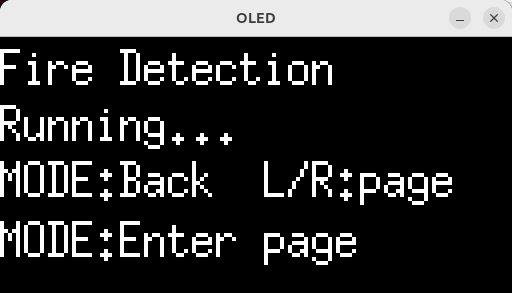 OLED
Fire Detection
Running...
MODE:Back  L/R:page
MODE:Enter page